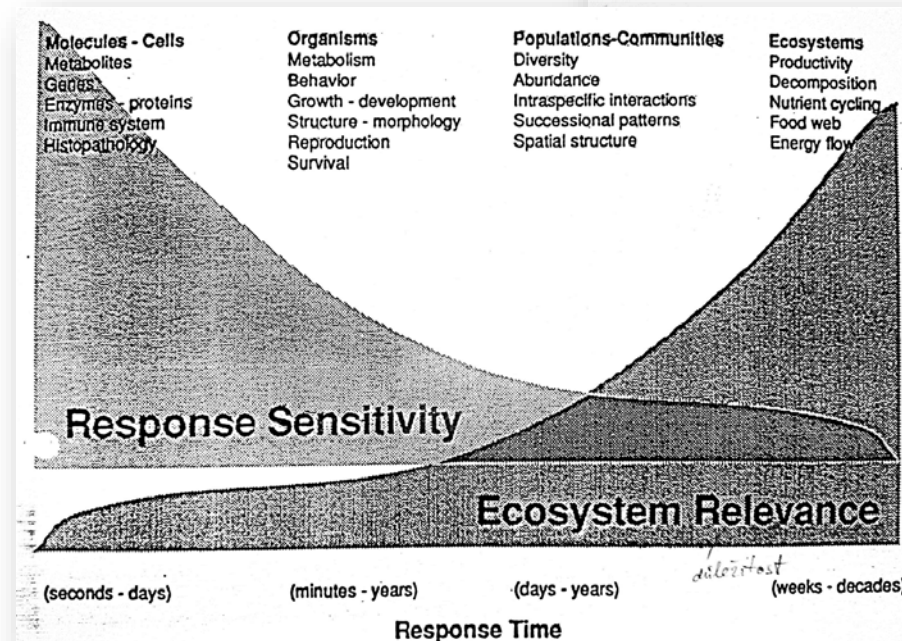 Molecules - Cells
Metabolites
Genes
Enzymes - proteins
Immune system
Histopathology
Organisms
Metabolism
Behavior
Growth - development
Structure - morphology
Reproduction
Survival
Populations-Communities
Diversity
Abundance
Intraspecific interactions
Successional patterns
Spatial structure
Ecosystems
Productivity
Decomposition
Nutrient cycling
Food web
Energy flow
Response Sensitivity
Ecosystem Relevance
důležitost
(seconds - days)
(minutes - years)
(days - years)
(weeks - decades)
Response Time